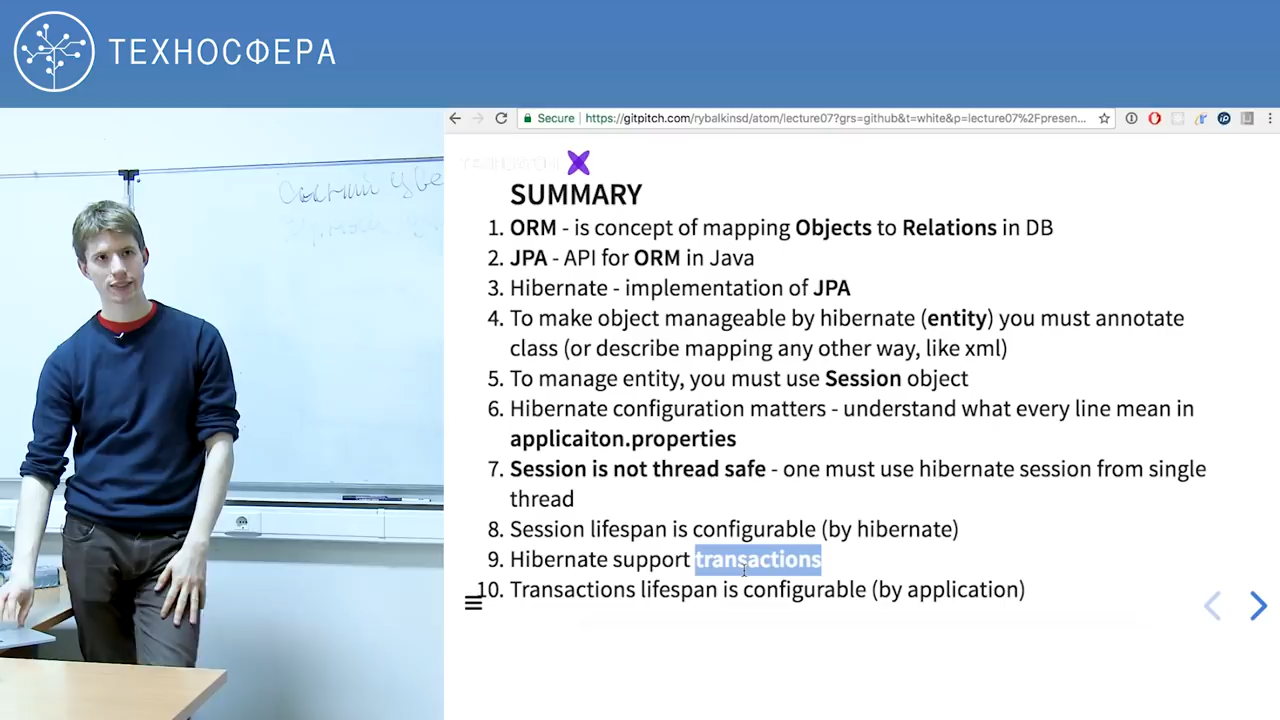 ТЕХНОСФЕРА
Secure https://gitpitch.com/rybalkinsd/atom/lecture07?grs=github&t=white&p=lecture07%2Fpresen...
SUMMARY
1. ORM - is concept of mapping Objects to Relations in DB
2. JPA - API for ORM in Java
3. Hibernate - implementation of JPA
4. To make object manageable by hibernate (entity) you must annotate
class (or describe mapping any other way, like xml)
5. To manage entity, you must use Session object
6. Hibernate configuration matters - understand what every line mean in
applicaiton.properties
7. Session is not thread safe - one must use hibernate session from single
thread
8. Session lifespan is configurable (by hibernate)
9. Hibernate support transactions
10. Transactions lifespan is configurable (by application)